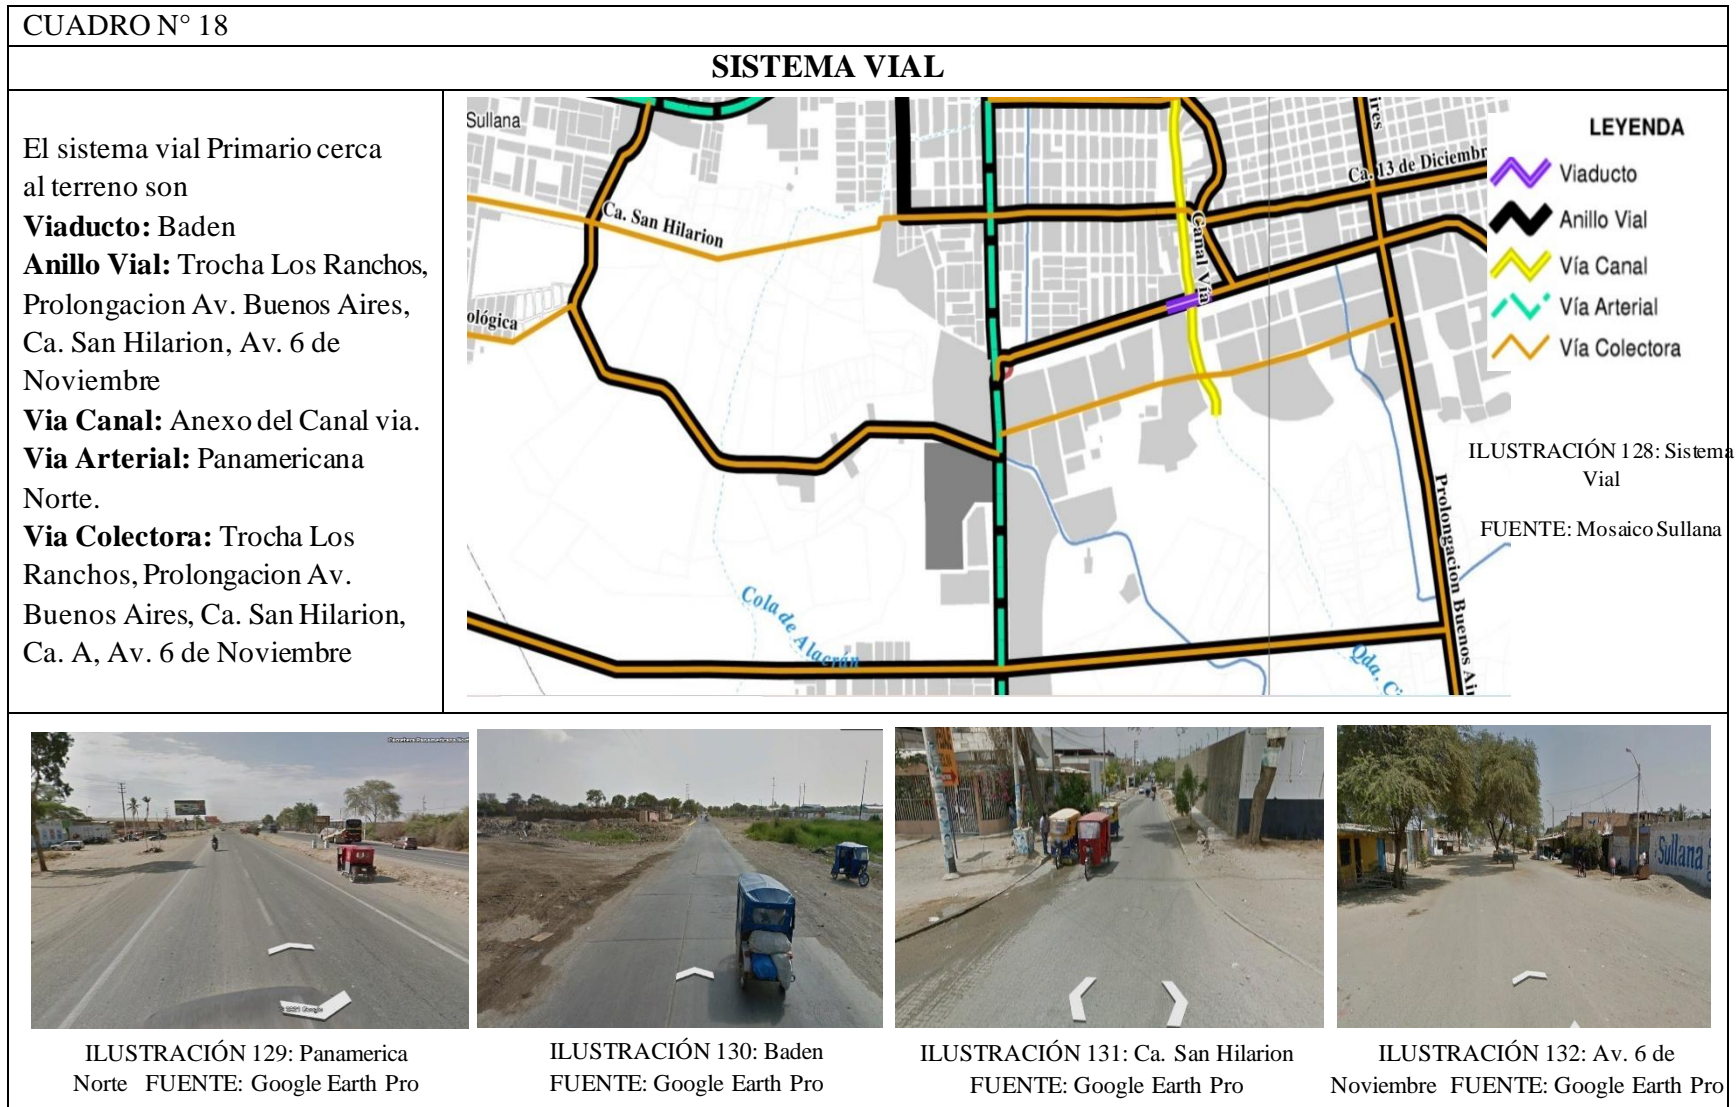 CUADRO N° 18
SISTEMA VIAL
El sistema vial Primario cerca
al terreno son
Viaducto: Baden
Anillo Vial: Trocha Los Ranchos,
Prolongacion Av. Buenos Aires,
Ca. San Hilarion, Av. 6 de
Noviembre
Via Canal: Anexo del Canal via.
Via Arterial: Panamericana
Norte.
Via Colectora: Trocha Los
Ranchos, Prolongacion Av.
Buenos Aires, Ca. San Hilarion,
Ca. A, Av. 6 de Noviembre
Sullana
Ca. San Hilarion
ológica
Canal Vía
ires
Ca. 13 de Diciembr
Cola de Alacrán
Qda. Ci
Prolongacion Buenos Air
LEYENDA
Viaducto
Anillo Vial
Vía Canal
Vía Arterial
Vía Colectora
ILUSTRACIÓN 128: Sistema
Vial
FUENTE: Mosaico Sullana
Sullana
ILUSTRACIÓN 129: Panamerica
Norte FUENTE: Google Earth Pro
ILUSTRACIÓN 130: Baden
FUENTE: Google Earth Pro
ILUSTRACIÓN 131: Ca. San Hilarion
FUENTE: Google Earth Pro
ILUSTRACIÓN 132: Av. 6 de
Noviembre FUENTE: Google Earth Pro